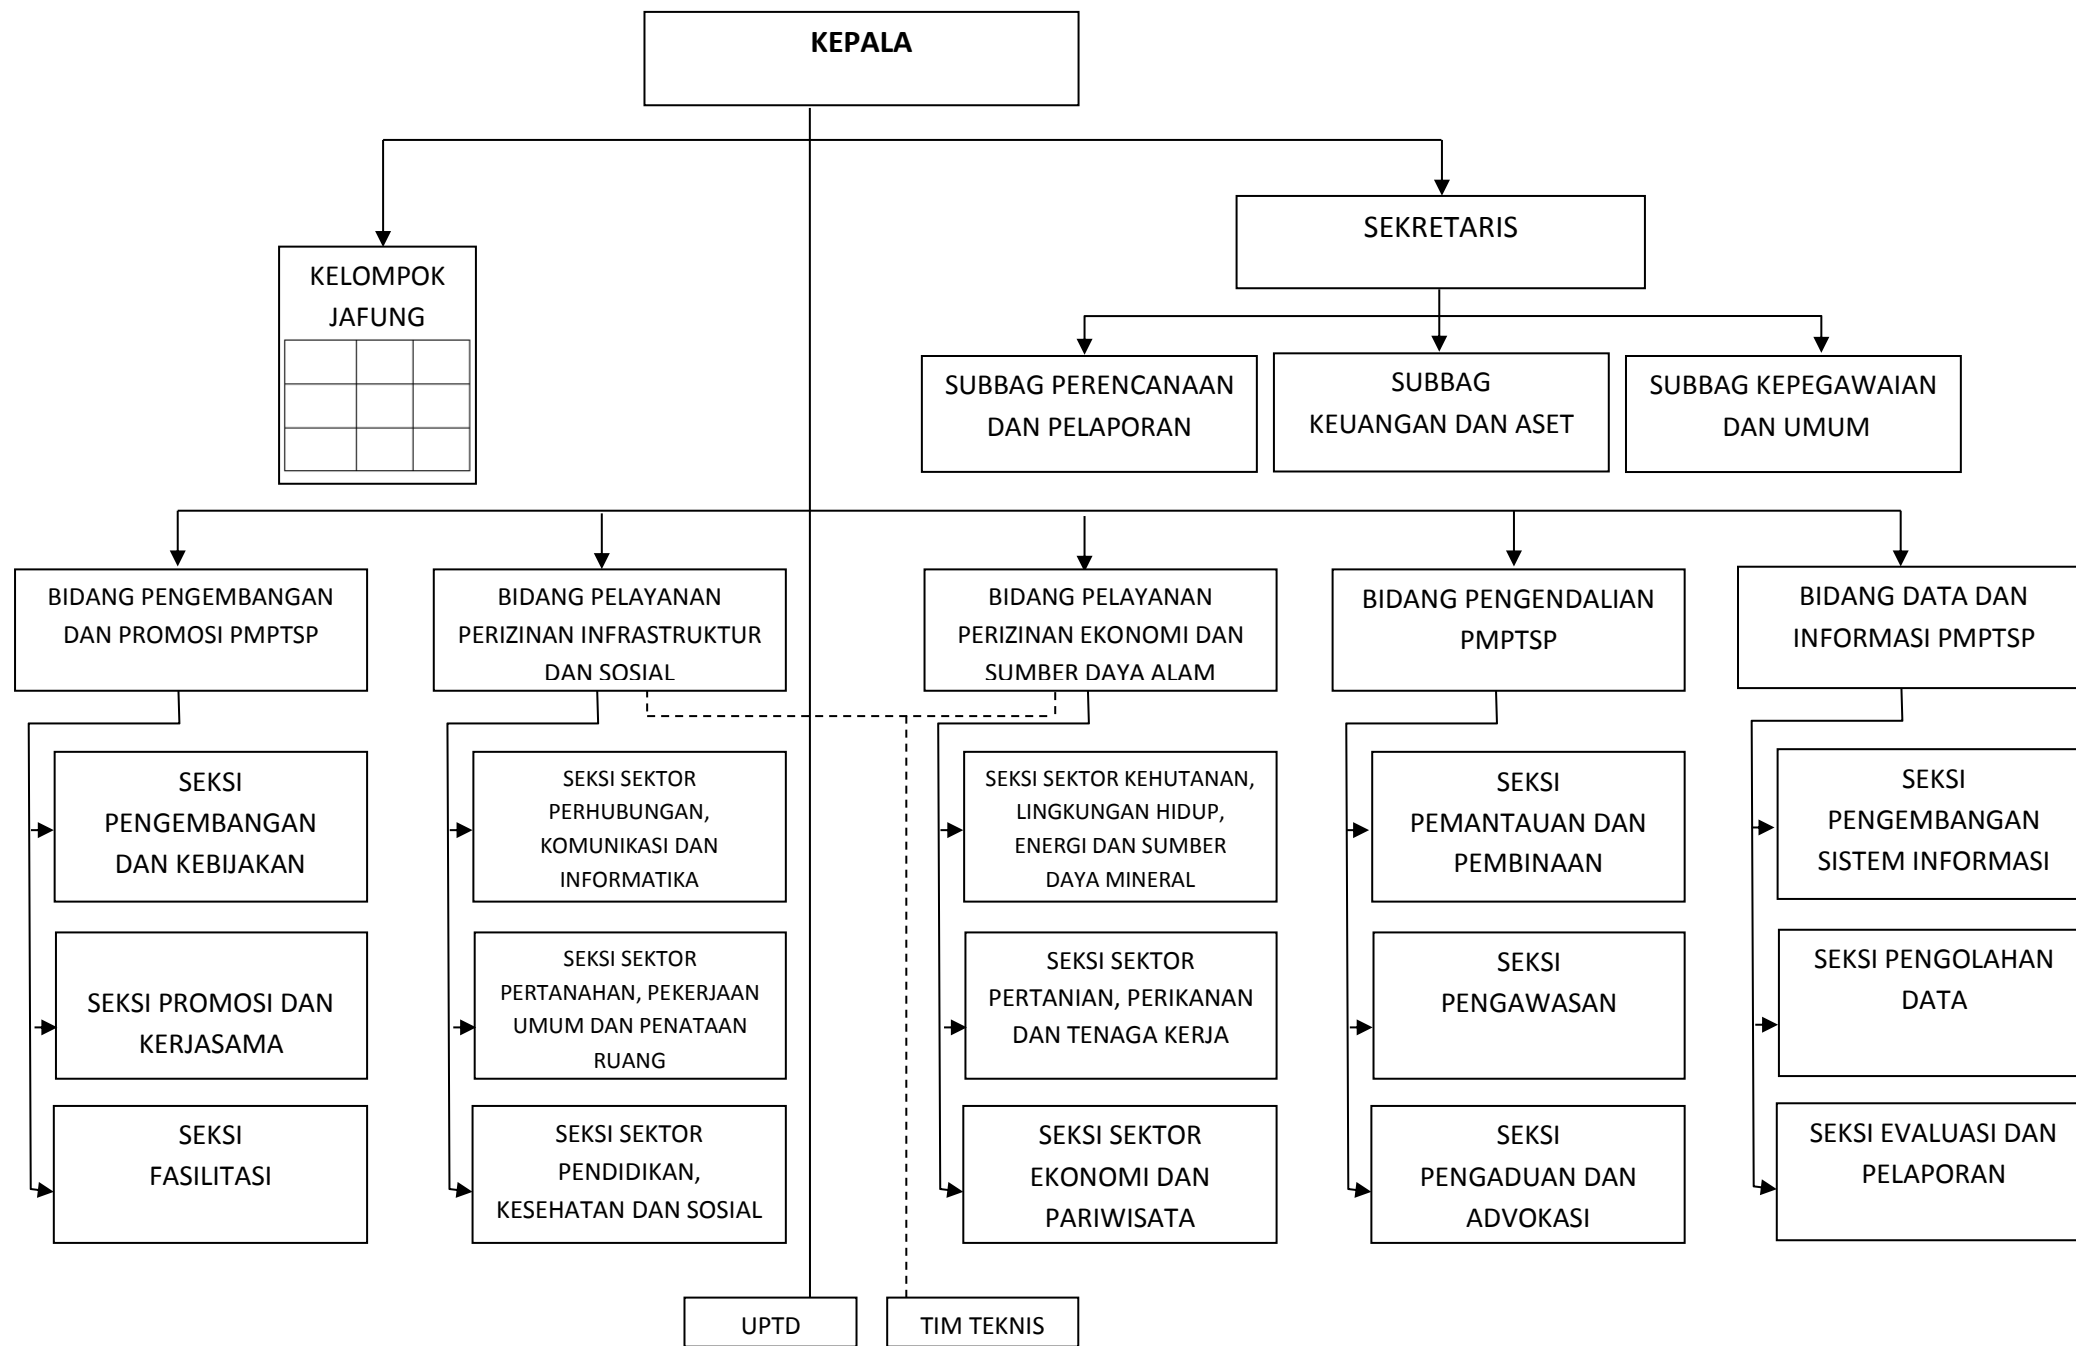 KEPALA
SEKRETARIS
KELOMPOK
JAFUNG
SUBBAG PERENCANAAN
DAN PELAPORAN
SUBBAG
KEUANGAN DAN ASET
SUBBAG KEPEGAWAIAN
DAN UMUM
BIDANG PENGEMBANGAN
DAN PROMOSI PMPTSP
BIDANG PELAYANAN
PERIZINAN INFRASTRUKTUR
DAN SOSIAL
BIDANG PELAYANAN
PERIZINAN EKONOMI DAN
SUMBER DAYA ALAM
BIDANG PENGENDALIAN
PMPTSP
BIDANG DATA DAN
INFORMASI PMPTSP
SEKSI
PENGEMBANGAN
DAN KEBIJAKAN
SEKSI SEKTOR
PERHUBUNGAN,
KOMUNIKASI DAN
INFORMATIKA
SEKSI SEKTOR KEHUTANAN,
LINGKUNGAN HIDUP,
ENERGI DAN SUMBER
DAYA MINERAL
SEKSI
PEMANTAUAN DAN
PEMBINAAN
SEKSI
PENGEMBANGAN
SISTEM INFORMASI
SEKSI PROMOSI DAN
KERJASAMA
SEKSI SEKTOR
PERTANAHAN, PEKERJAAN
UMUM DAN PENATAAN
RUANG
SEKSI SEKTOR
PERTANIAN, PERIKANAN
DAN TENAGA KERJA
SEKSI
PENGAWASAN
SEKSI PENGOLAHAN
DATA
SEKSI
FASILITASI
SEKSI SEKTOR
PENDIDIKAN,
KESEHATAN DAN SOSIAL
SEKSI SEKTOR
EKONOMI DAN
PARIWISATA
SEKSI
PENGADUAN DAN
ADVOKASI
SEKSI EVALUASI DAN
PELAPORAN
UPTD
TIM TEKNIS